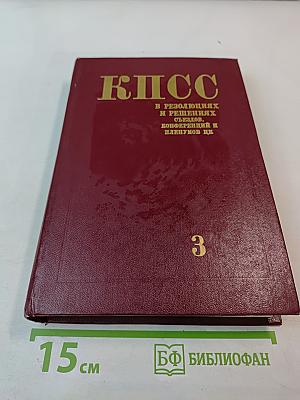 КПСС
В РЕЗОЛЮЦИЯХ
И РЕШЕНИЯХ
СЪЕЗДОВ,
КОНФЕРЕНЦИЙ И
ПЛЕНУМОВ ЦК
3
15 см
БФ БИБЛИОФАН